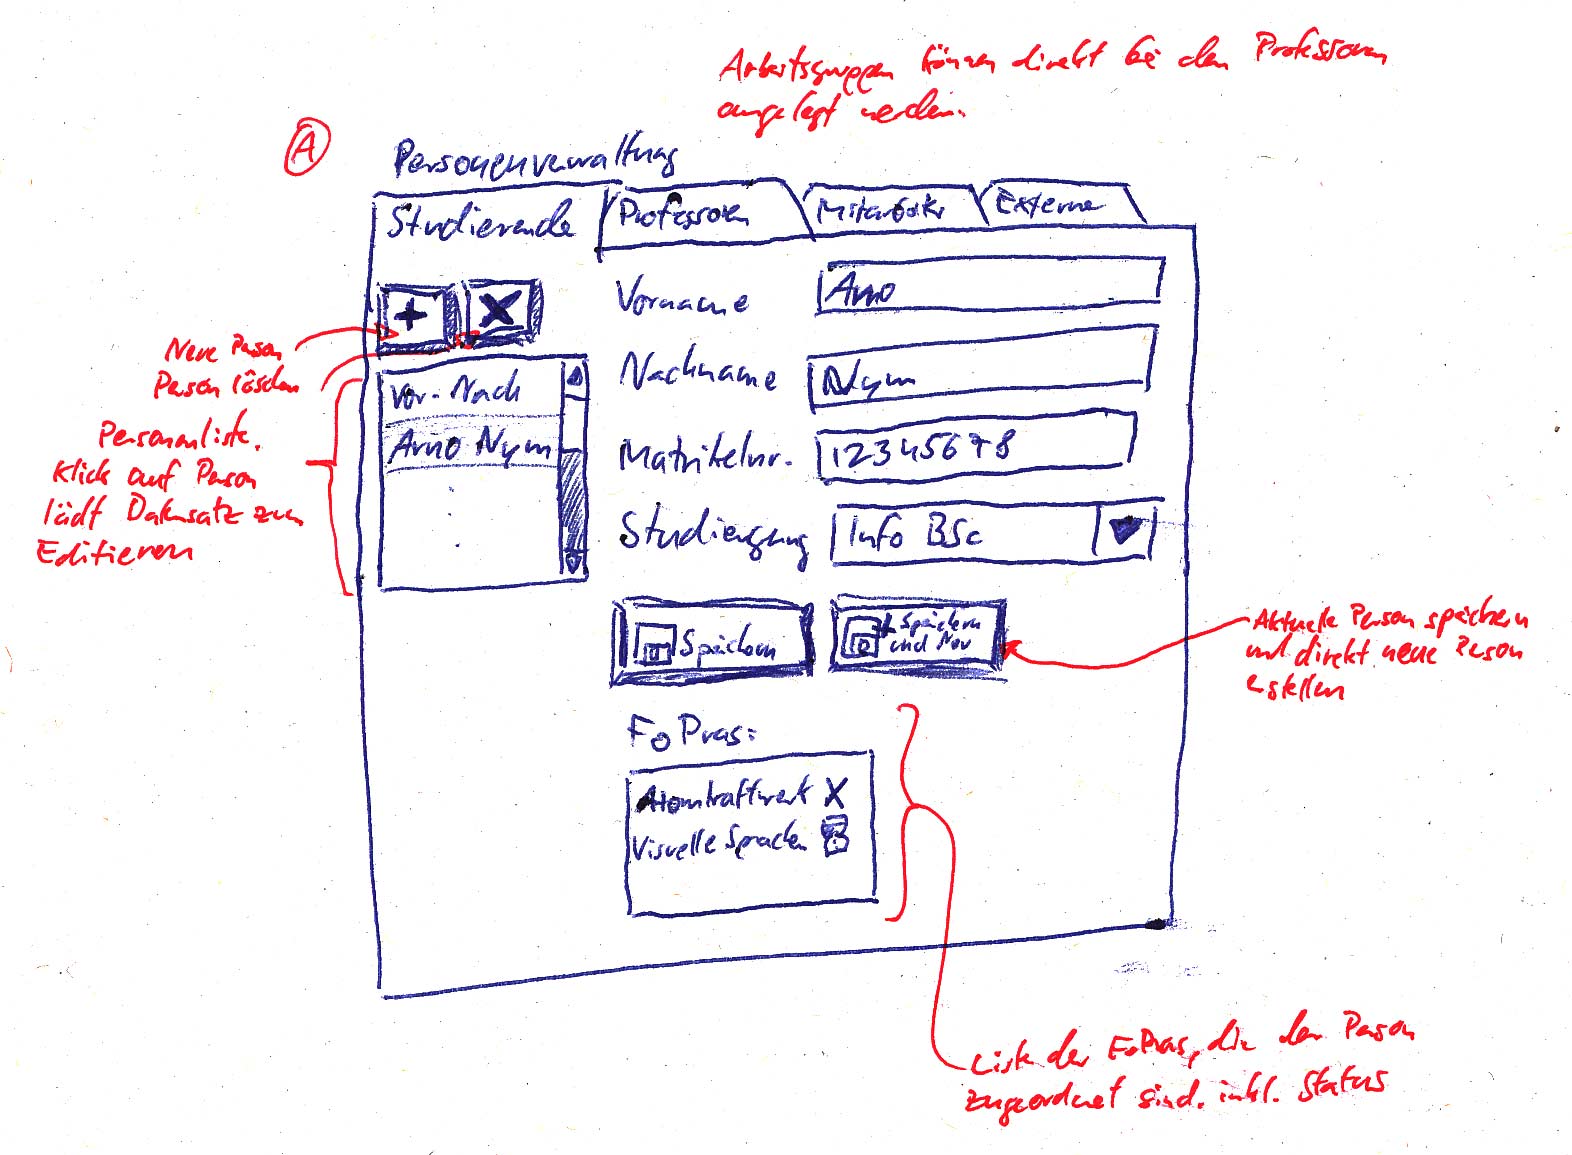 Arbeitsgruppen können direkt bei den Professoren
angelegt werden.
A
Personenverwaltung
Studierende
Professoren
Mitarbeiter
Externe
+
X
Vorname
Arno
Neue Person
Person löschen
Vor- Nach
Nachname
Nym
Personenliste.
Klick auf Person
lädt Datensatz zum
Editieren
Arno Nym
Matrikelnr.
12345678
Studiengang
Info BSc
Speichern
+ Speichern
und Neu
Aktuelle Person speichern
und direkt neue Person
erstellen
FoPras:
Atomkraftwerk X
Visuelle Sprachen
Liste der FoPras, die der Person
zugeordnet sind. inkl. Status